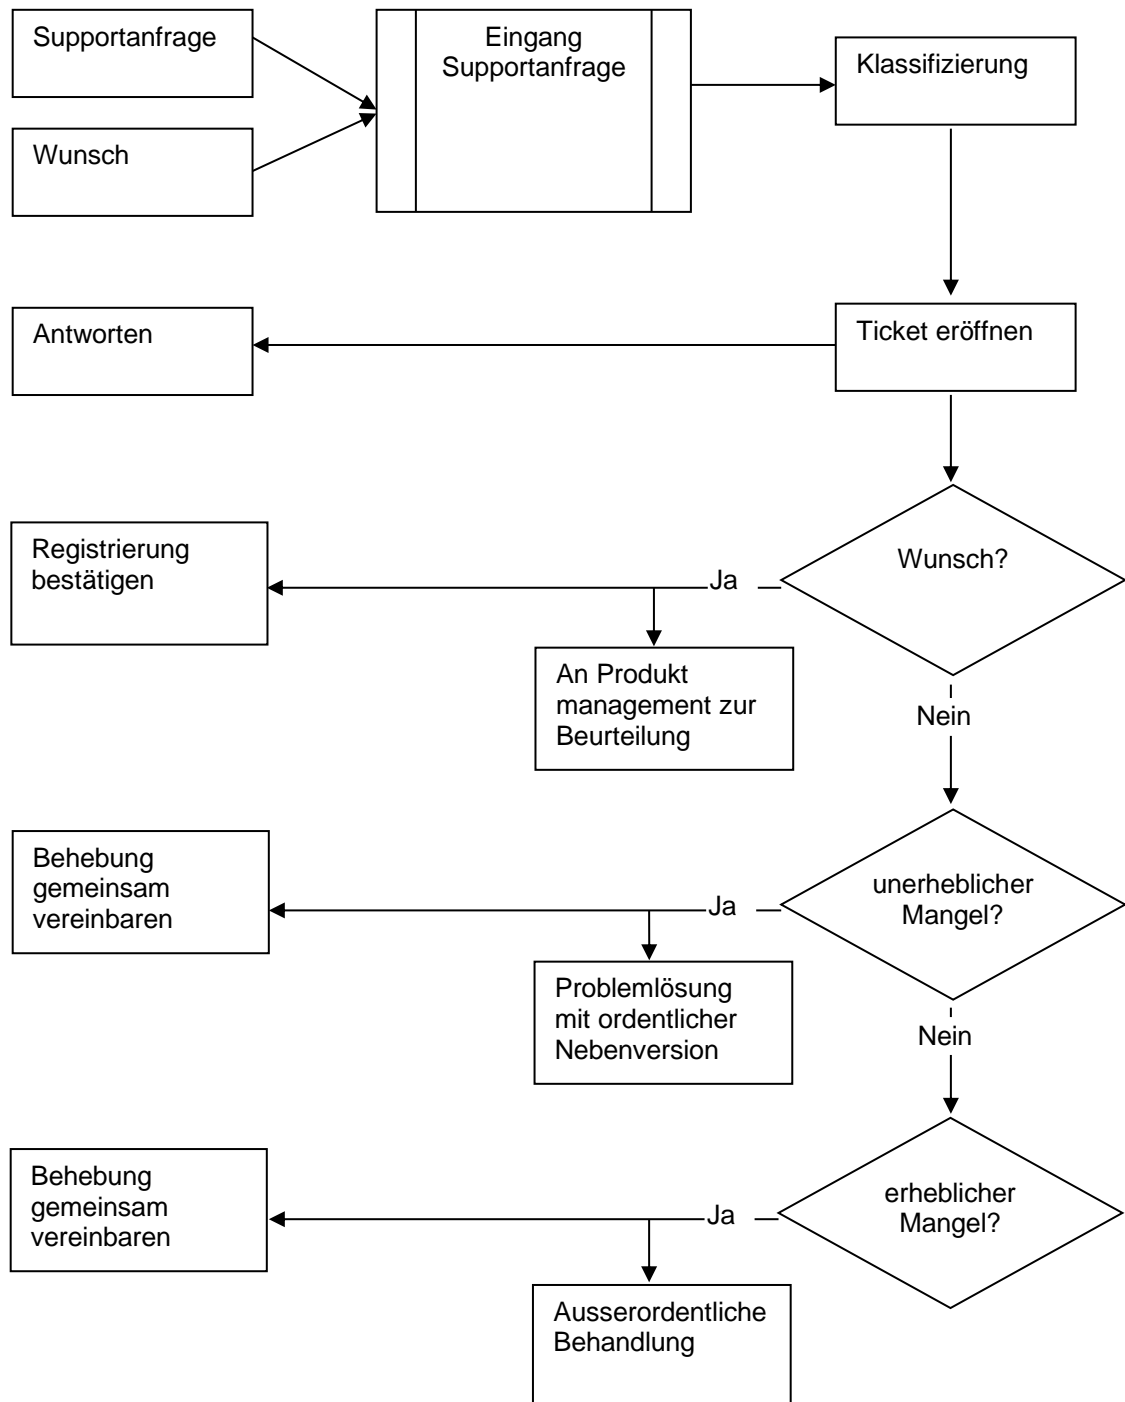 Supportanfrage
Eingang
Supportanfrage
Klassifizierung
Wunsch
Antworten
Ticket eröffnen
Wunsch?
Ja
Registrierung
bestätigen
An Produkt
management zur
Beurteilung
Nein
unerheblicher
Mangel?
Ja
Behebung
gemeinsam
vereinbaren
Problemlösung
mit ordentlicher
Nebenversion
Nein
erheblicher
Mangel?
Ja
Behebung
gemeinsam
vereinbaren
Ausserordentliche
Behandlung